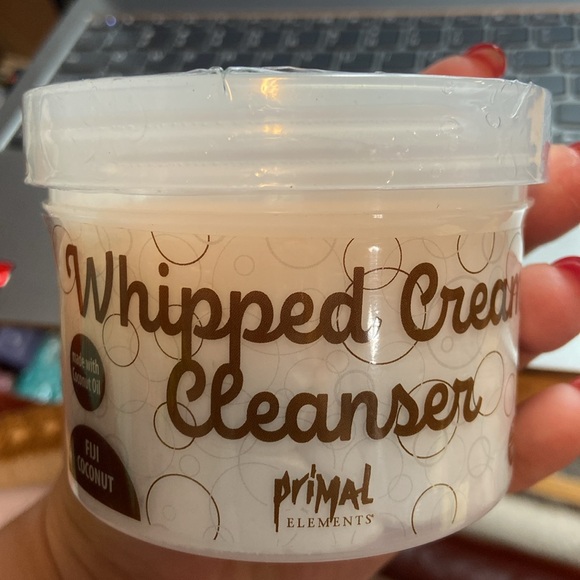 Whipped Cream
Cleanser
made with
Coconut Oil
FIJI
COCONUT
PRIMAL
ELEMENTS®